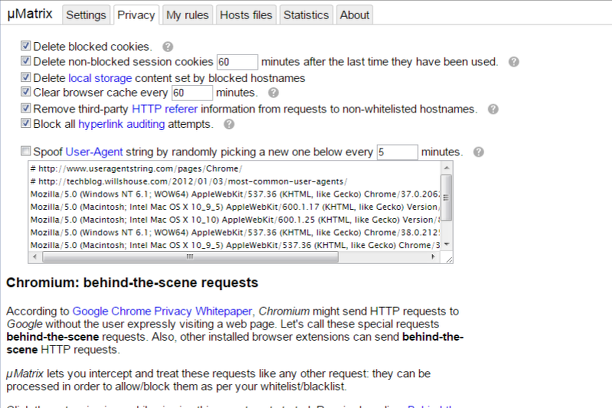 µMatrix Settings Privacy My rules Hosts files Statistics About
Delete blocked cookies.
Delete non-blocked session cookies 60 minutes after the last time they have been used.
Delete local storage content set by blocked hostnames
Clear browser cache every 60 minutes.
Remove third-party HTTP referer information from requests to non-whitelisted hostnames.
Block all hyperlink auditing attempts.
Spoof User-Agent string by randomly picking a new one below every 5 minutes.
# http://www.useragentstring.com/pages/Chrome/
# http://techblog.willshouse.com/2012/01/03/most-common-user-agents/
Mozilla/5.0 (Windows NT 6.1; WOW64) AppleWebKit/537.36 (KHTML, like Gecko) Chrome/37.0.206
Mozilla/5.0 (Macintosh; Intel Mac OS X 10_9_5) AppleWebKit/600.1.17 (KHTML, like Gecko) Version/
Mozilla/5.0 (Macintosh; Intel Mac OS X 10_10) AppleWebKit/600.1.25 (KHTML, like Gecko) Version/
Mozilla/5.0 (Windows NT 6.1; WOW64) AppleWebKit/537.36 (KHTML, like Gecko) Chrome/38.0.212
Mozilla/5.0 (Macintosh; Intel Mac OS X 10_9_5) AppleWebKit/537.36 (KHTML, like Gecko) Chrome/3
Chromium: behind-the-scene requests
According to Google Chrome Privacy Whitepaper, Chromium might send HTTP requests to
Google without the user expressly visiting a web page. Let's call these special requests
behind-the-scene requests. Also, other installed browser extensions can send behind-the-
scene HTTP requests.
µMatrix lets you intercept and treat these requests like any other request: they can be
processed in order to allow/block them as per your whitelist/blacklist.